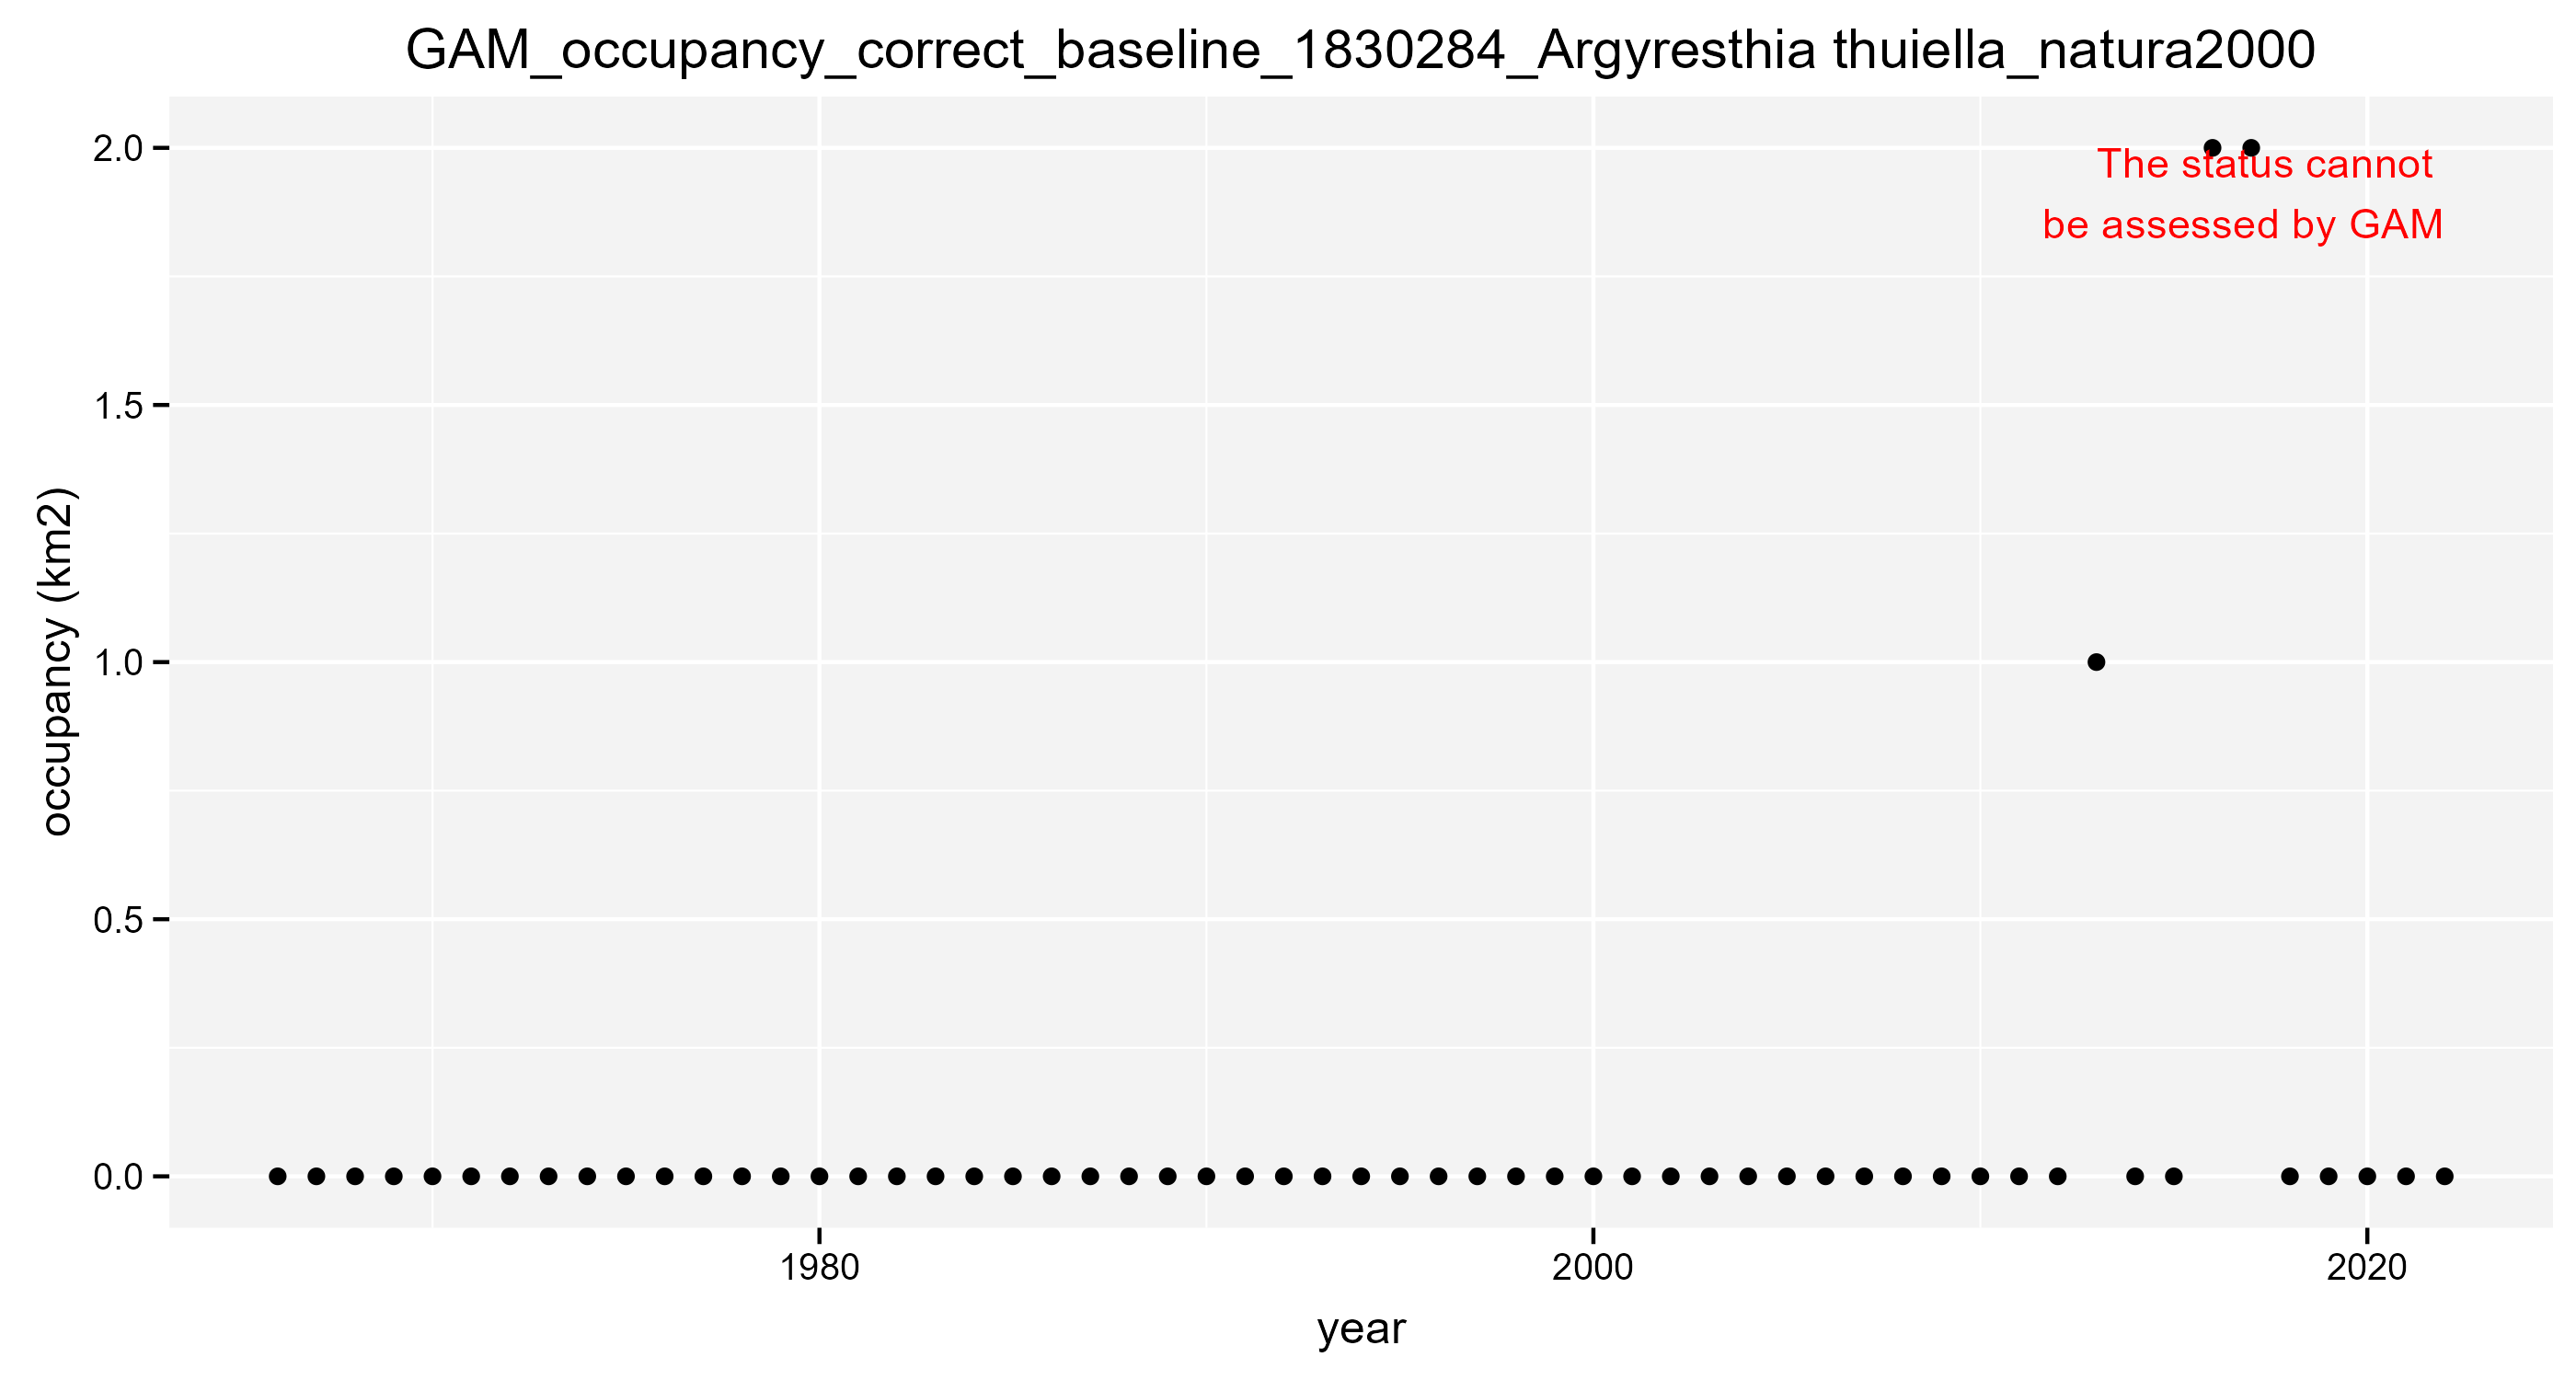 GAM_occupancy_correct_baseline_1830284_Argyresthia thuiella_natura2000
2.0
The status cannot
be assessed by GAM
1.5
occupancy (km2)
1.0
0.5
0.0
1980 2000 2020
year